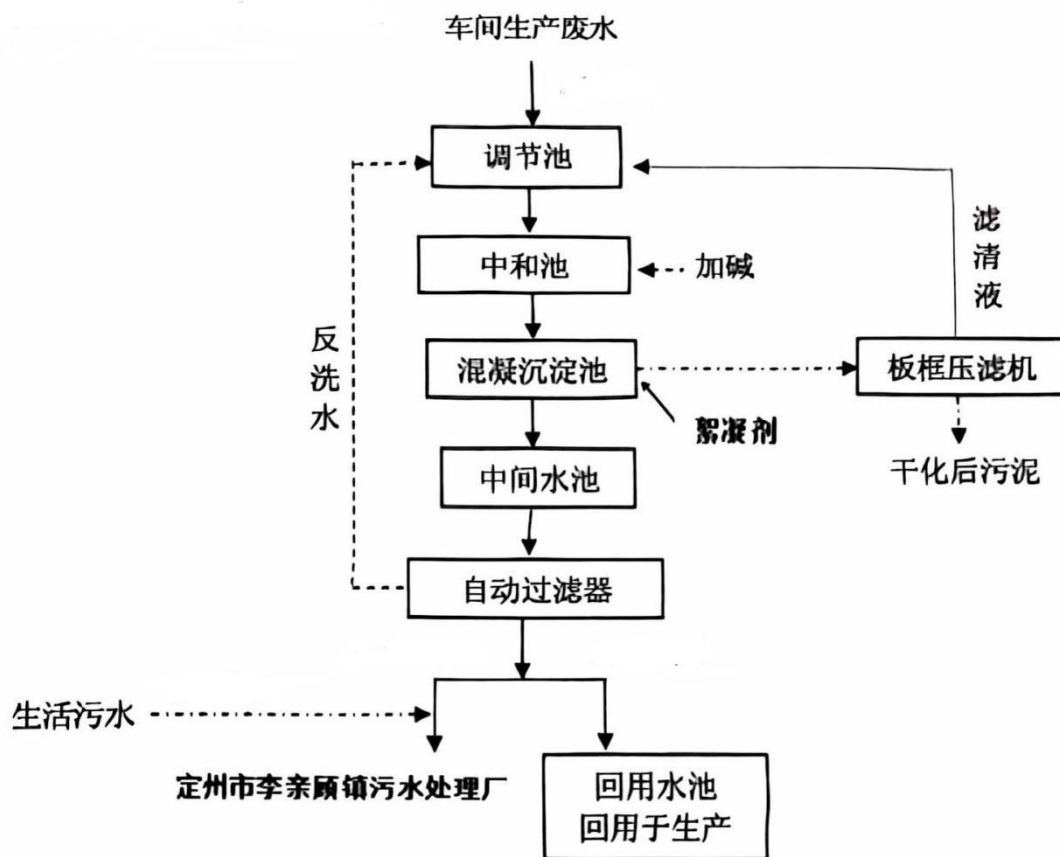 车间生产废水
调节池
滤清液
中和池
加碱
反洗水
混凝沉淀池
板框压滤机
絮凝剂
中间水池
干化后污泥
自动过滤器
生活污水
定州市李亲顾镇污水处理厂
回用水池
回用于生产